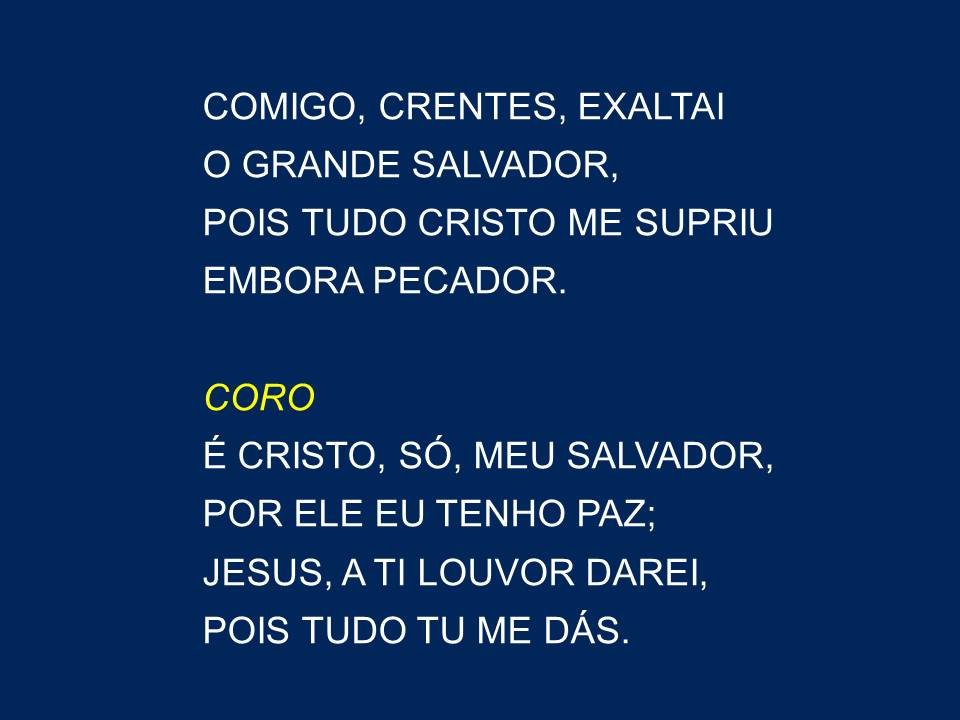 COMIGO, CRENTES, EXALTAI
O GRANDE SALVADOR,
POIS TUDO CRISTO ME SUPRIU
EMBORA PECADOR.
CORO
É CRISTO, SÓ, MEU SALVADOR,
POR ELE EU TENHO PAZ;
JESUS, A TI LOUVOR DAREI,
POIS TUDO TU ME DÁS.